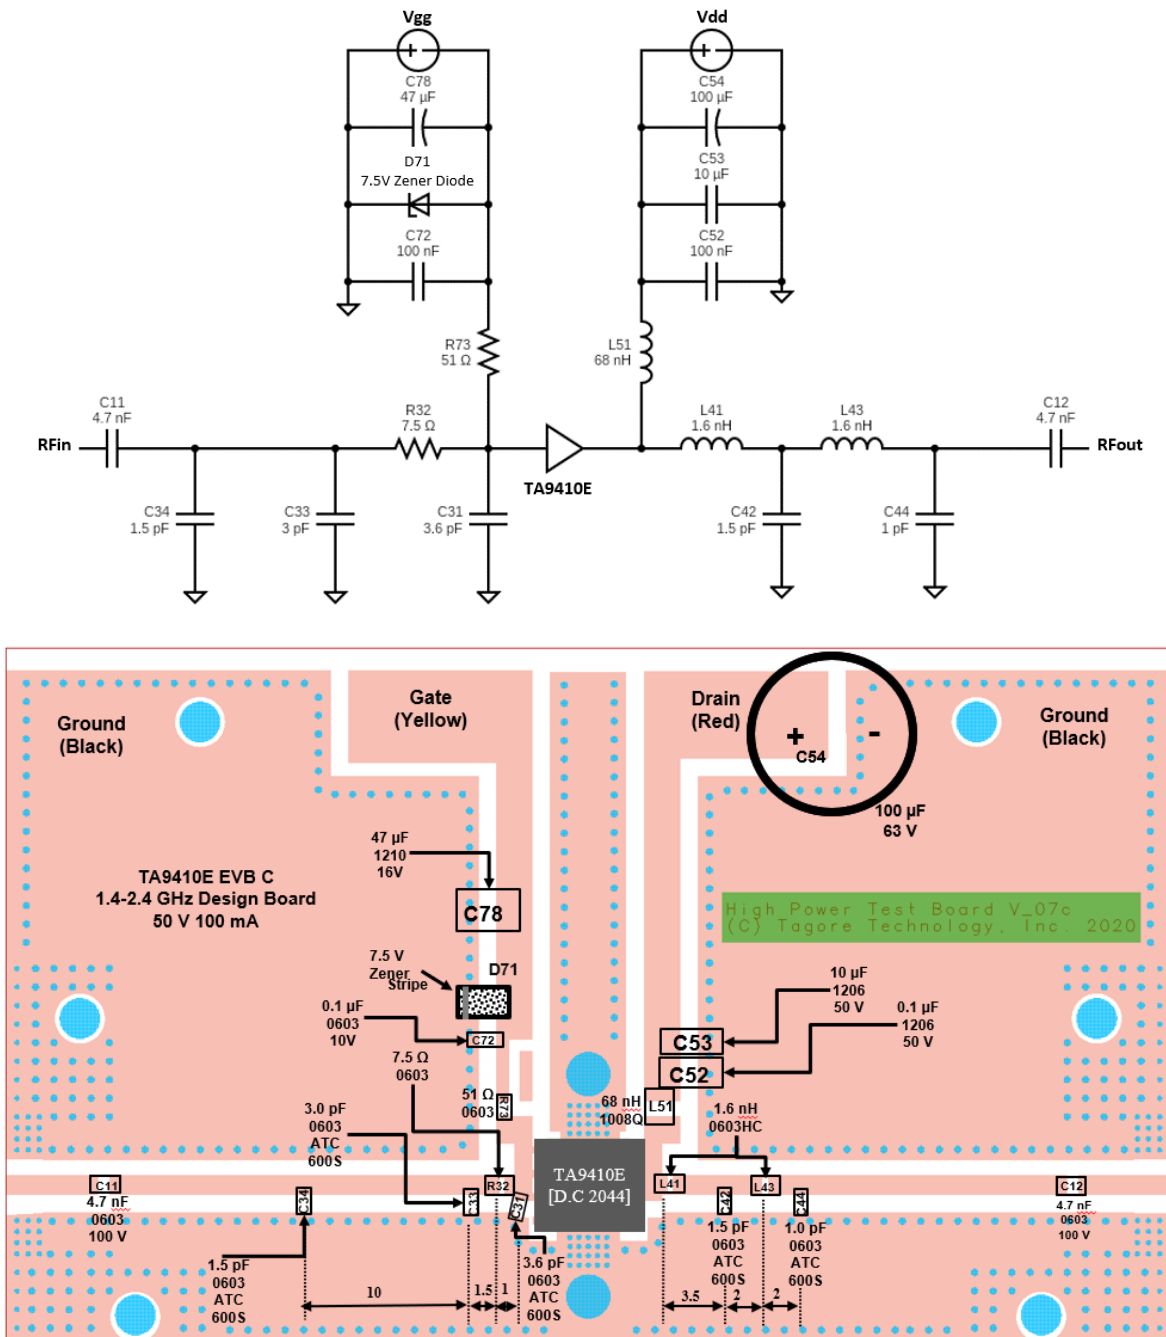 Vgg
Vdd
C78
47 µF
C54
100 µF
D71
7.5V Zener Diode
C53
10 µF
C72
100 nF
C52
100 nF
R73
51 Ω
L51
68 nH
C11
4.7 nF
R32
7.5 Ω
L41
1.6 nH
L43
1.6 nH
C12
4.7 nF
RFin
RFout
TA9410E
C34
1.5 pF
C33
3 pF
C31
3.6 pF
C42
1.5 pF
C44
1 pF
Ground
(Black)
Gate
(Yellow)
Drain
(Red)
+
-
C54
Ground
(Black)
100 µF
63 V
47 µF
1210
16V
TA9410E EVB C
1.4-2.4 GHz Design Board
50 V 100 mA
C78
High Power Test Board V_07c
(C) Tagore Technology, Inc. 2020
7.5 V
Zener
Stripe
D71
10 µF
1206
50 V
0.1 µF
0603
10V
0.1 µF
1206
50 V
C72
C53
C52
7.5 Ω
0603
51 Ω
0603
R73
68 nH
1008Q
L51
1.6 nH
0603HC
3.0 pF
0603
ATC
600S
TA9410E
[D.C 2044]
C11
4.7 nF
0603
100 V
C34
C33
R32
C31
L41
C42
L43
C44
C12
4.7 nF
0603
100 V
1.5 pF
0603
ATC
600S
3.6 pF
0603
ATC
600S
1.5 pF
0603
ATC
600S
1.0 pF
0603
ATC
600S
10
1.5
1
3.5
2
2